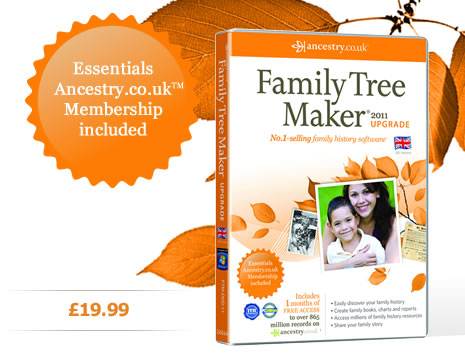 Essentials
Ancestry.co.uk™
Membership
included
£19.99
ancestry.co.uk
Family Tree
Maker® 2011
UPGRADE
No.1-selling family history software
Essentials
Ancestry.co.uk
Membership
included
Includes
1 months of
FREE ACCESS
to over 865
million records on
ancestry.co.uk
• Easily discover your family history
• Create family books, charts and reports
• Access millions of family history resources
• Share your family story
Family Tree Maker UPGRADE